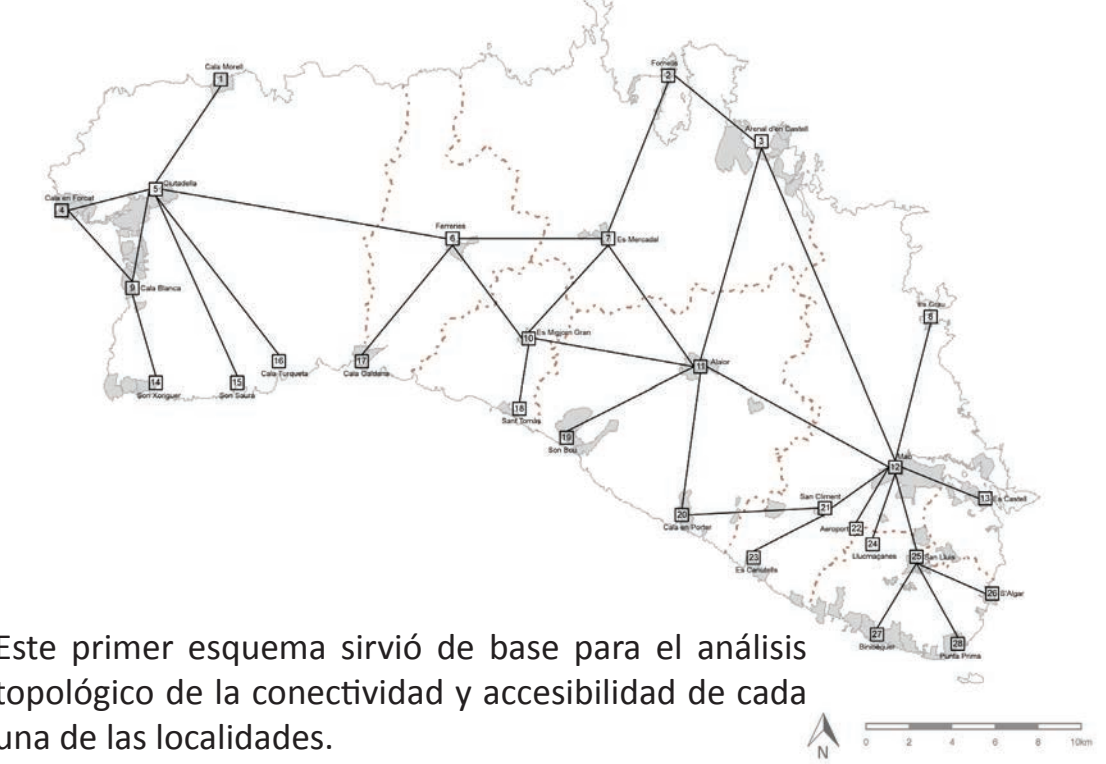 Cala Morell
1
Fornells
2
Arenal d'en Castell
3
Ciutadella
5
Cala en Forcat
4
Ferreries
6
7 Es Mercadal
9 Cala Blanca
es Grau
8
10 Es Migjorn Gran
11 Alaior
16
Cala Turqueta
17
Cala Galdana
14
Son Xoriguer
15
Son Saura
18
Sant Tomàs
19
Son Bou
Maó
12
13 Es Castell
San Climent
21
20
Cala en Porter
Aeroport 22
24
Llucmaçanes
23
Es Canutells
25 San Lluis
26 S'Algar
27
Binibèquer
28
Punta Prima
Este primer esquema sirvió de base para el análisis
topológico de la conectividad y accesibilidad de cada
una de las localidades.
N
0 2 4 6 8 10km